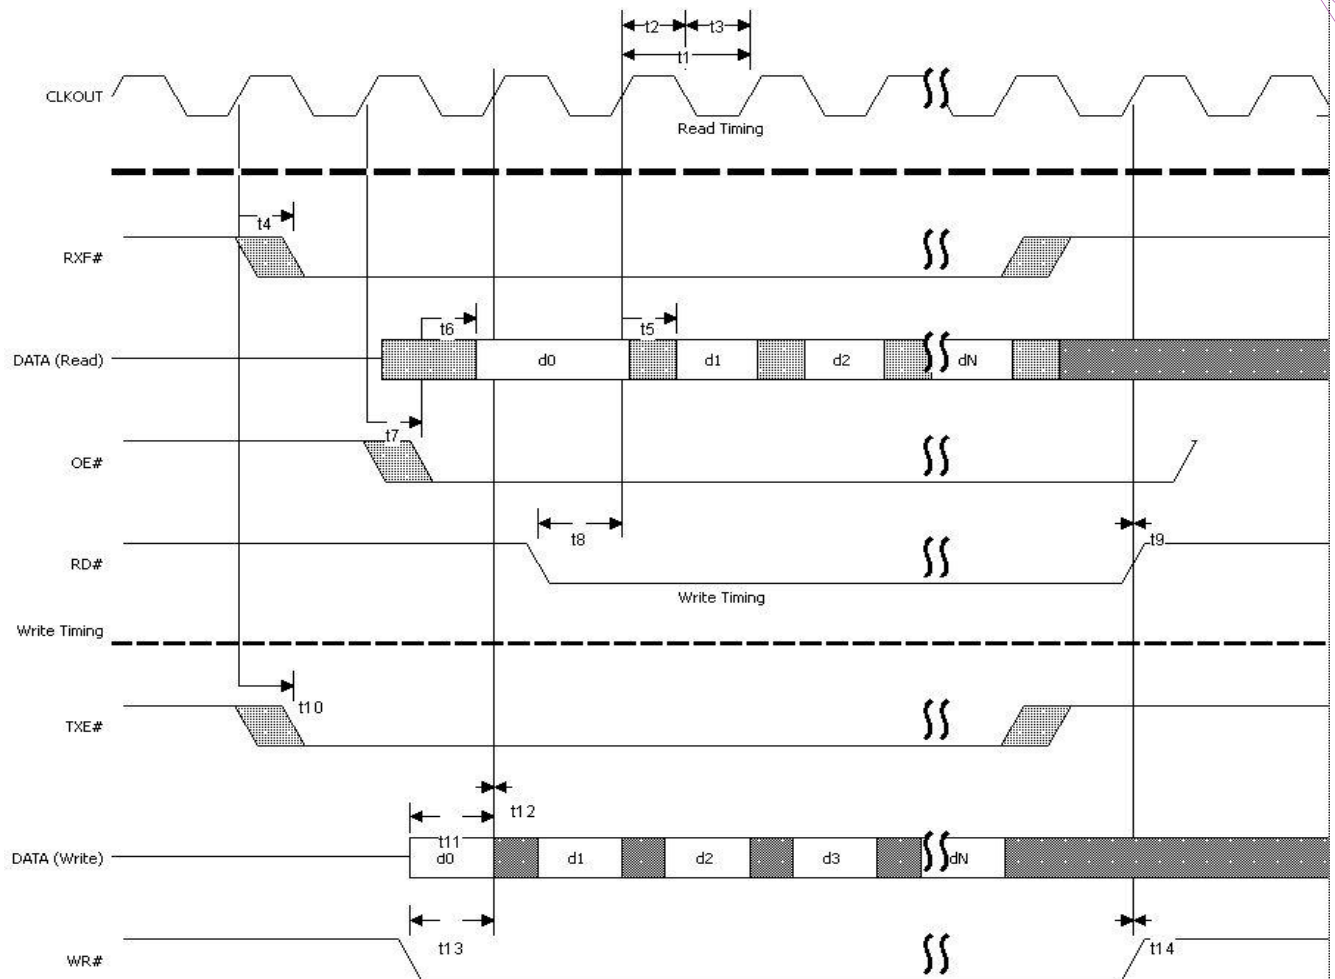 t2 t3
t1
CLKOUT
Read Timing
t4
RXF#
t6 t5
DATA (Read) d0 d1 d2 dN
t7
OE#
t8 t9
RD#
Write Timing
Write Timing
t10
TXE#
t12
t11
DATA (Write) d0 d1 d2 d3 dN
t13 t14
WR#